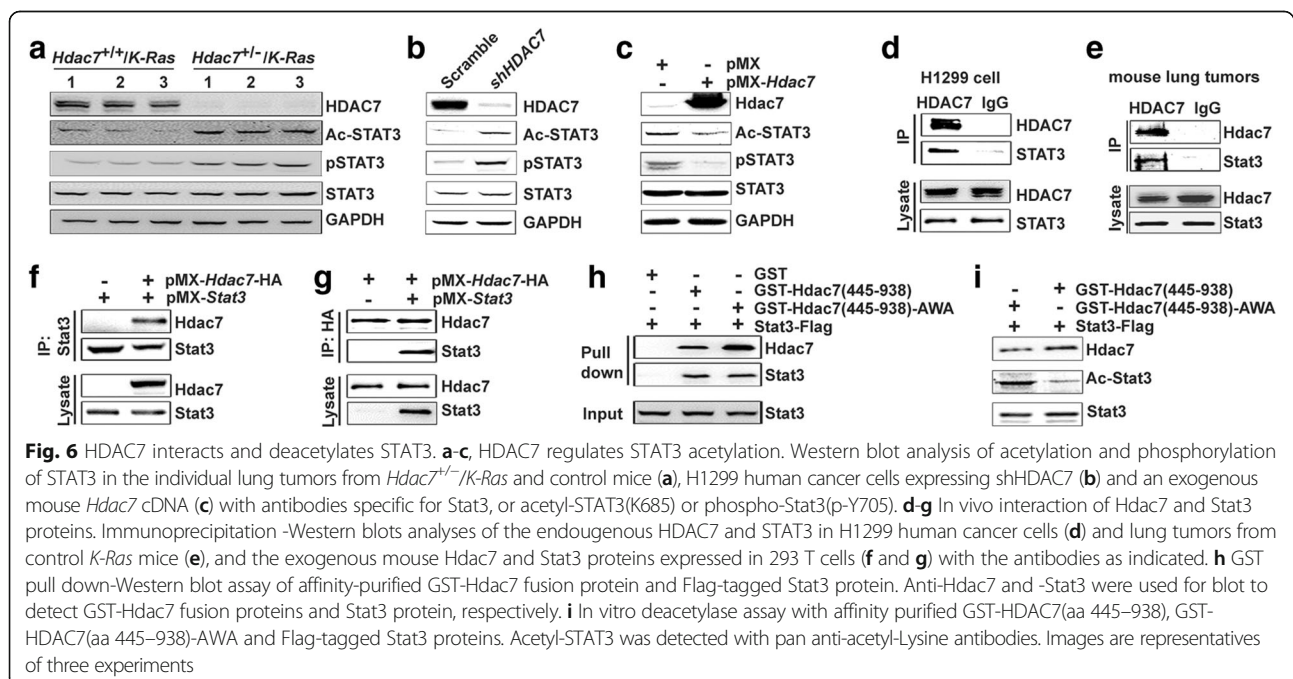 a
Hdac7+/+/K-Ras Hdac7+/-/K-Ras
1 2 3 1 2 3
HDAC7
Ac-STAT3
pSTAT3
STAT3
GAPDH
b
Scramble shHDAC7
HDAC7
Ac-STAT3
pSTAT3
STAT3
GAPDH
c
+ - pMX
- + pMX-Hdac7
Hdac7
Ac-STAT3
pSTAT3
STAT3
GAPDH
d
H1299 cell
HDAC7 IgG
IP
HDAC7
STAT3
Lysate
HDAC7
STAT3
e
mouse lung tumors
HDAC7 IgG
IP
Hdac7
Stat3
lysate
Hdac7
Stat3
f
- + pMX-Hdac7-HA
+ + pMX-Stat3
IP: Stat3
Hdac7
Stat3
Lysate
Hdac7
Stat3
g
+ + pMX-Hdac7-HA
- + pMX-Stat3
IP: HA
Hdac7
Stat3
Lysate
Hdac7
Stat3
h
+ - - GST
- + - GST-Hdac7(445-938)
- - + GST-Hdac7(445-938)-AWA
+ + + Stat3-Flag
Pull down
Hdac7
Stat3
Input
Stat3
i
- + GST-Hdac7(445-938)
+ - GST-Hdac7(445-938)-AWA
+ + Stat3-Flag
Hdac7
Ac-Stat3
Stat3
Fig. 6 HDAC7 interacts and deacetylates STAT3. a-c, HDAC7 regulates STAT3 acetylation. Western blot analysis of acetylation and phosphorylation
of STAT3 in the individual lung tumors from Hdac7+/−/K-Ras and control mice (a), H1299 human cancer cells expressing shHDAC7 (b) and an exogenous
mouse Hdac7 cDNA (c) with antibodies specific for Stat3, or acetyl-STAT3(K685) or phospho-Stat3(p-Y705). d-g In vivo interaction of Hdac7 and Stat3
proteins. Immunoprecipitation -Western blots analyses of the endougenous HDAC7 and STAT3 in H1299 human cancer cells (d) and lung tumors from
control K-Ras mice (e), and the exogenous mouse Hdac7 and Stat3 proteins expressed in 293 T cells (f and g) with the antibodies as indicated. h GST
pull down-Western blot assay of affinity-purified GST-Hdac7 fusion protein and Flag-tagged Stat3 protein. Anti-Hdac7 and -Stat3 were used for blot to
detect GST-Hdac7 fusion proteins and Stat3 protein, respectively. i In vitro deacetylase assay with affinity purified GST-HDAC7(aa 445–938), GST-
HDAC7(aa 445–938)-AWA and Flag-tagged Stat3 proteins. Acetyl-STAT3 was detected with pan anti-acetyl-Lysine antibodies. Images are representatives
of three experiments